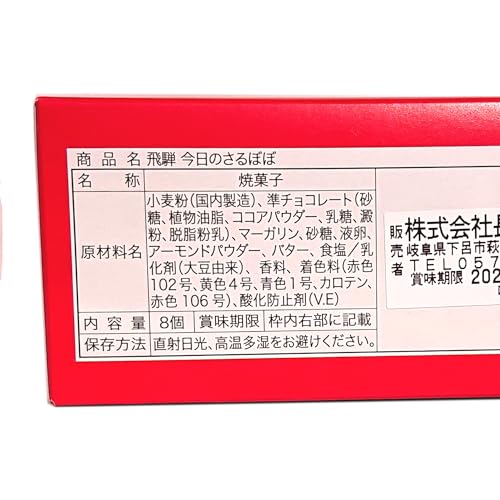 商品名 飛騨 今日のさるぼぼ
名称 焼菓子
原材料名 小麦粉(国内製造)、準チョコレート(砂
糖、植物油脂、ココアパウダー、乳糖、澱
粉、脱脂粉乳)、マーガリン、砂糖、液卵、
アーモンドパウダー、バター、食塩／乳
化剤(大豆由来)、香料、着色料(赤色
102号、黄色4号、青色1号、カロテン、
赤色106号)、酸化防止剤(V.E)
内容量 8個 賞味期限 枠内右部に記載
保存方法 直射日光、高温多湿をお避けください。
販売者 株式会社
岐阜県下呂市萩
TEL057
賞味期限 202